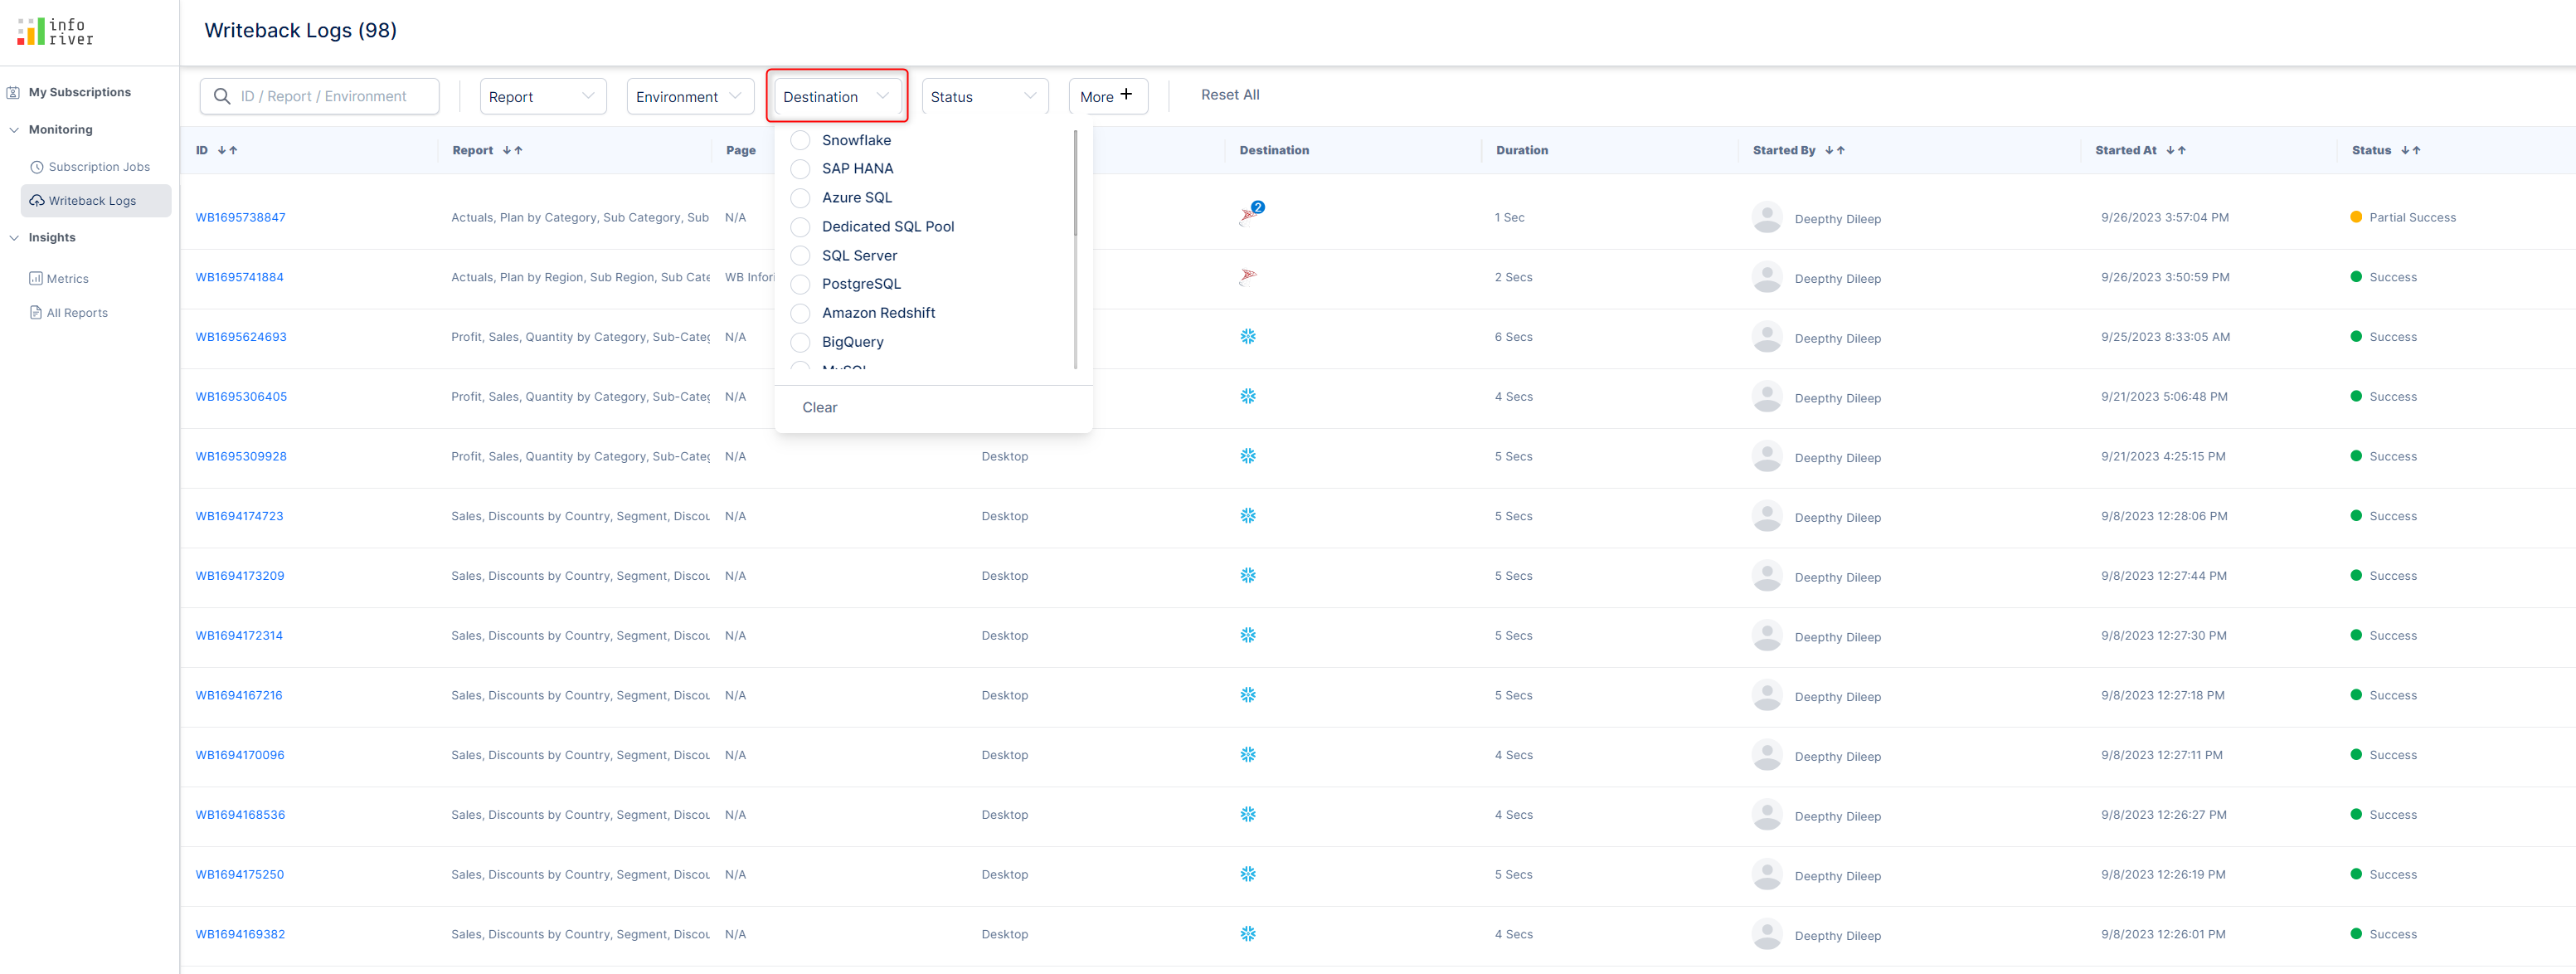 info
river
Writeback Logs (98)
My Subscriptions
Monitoring
Subscription Jobs
Writeback Logs
Insights
Metrics
All Reports
ID / Report / Environment
Report
Environment
Destination
Status
More +
Reset All
Snowflake
SAP HANA
Azure SQL
Dedicated SQL Pool
SQL Server
PostgreSQL
Amazon Redshift
BigQuery
MySQL
Clear
ID Report Page Destination Duration Started By Started At Status
WB1695738847 Actuals, Plan by Category, Sub Category, Sub N/A 2 1 Sec Deepthy Dileep 9/26/2023 3:57:04 PM Partial Success
WB1695741884 Actuals, Plan by Region, Sub Region, Sub Cate WB Infori 2 Secs Deepthy Dileep 9/26/2023 3:50:59 PM Success
WB1695624693 Profit, Sales, Quantity by Category, Sub-Categ N/A 6 Secs Deepthy Dileep 9/25/2023 8:33:05 AM Success
WB1695306405 Profit, Sales, Quantity by Category, Sub-Categ N/A 4 Secs Deepthy Dileep 9/21/2023 5:06:48 PM Success
WB1695309928 Profit, Sales, Quantity by Category, Sub-Categ N/A Desktop 5 Secs Deepthy Dileep 9/21/2023 4:25:15 PM Success
WB1694174723 Sales, Discounts by Country, Segment, Discou N/A Desktop 5 Secs Deepthy Dileep 9/8/2023 12:28:06 PM Success
WB1694173209 Sales, Discounts by Country, Segment, Discou N/A Desktop 5 Secs Deepthy Dileep 9/8/2023 12:27:44 PM Success
WB1694172314 Sales, Discounts by Country, Segment, Discou N/A Desktop 5 Secs Deepthy Dileep 9/8/2023 12:27:30 PM Success
WB1694167216 Sales, Discounts by Country, Segment, Discou N/A Desktop 5 Secs Deepthy Dileep 9/8/2023 12:27:18 PM Success
WB1694170096 Sales, Discounts by Country, Segment, Discou N/A Desktop 4 Secs Deepthy Dileep 9/8/2023 12:27:11 PM Success
WB1694168536 Sales, Discounts by Country, Segment, Discou N/A Desktop 4 Secs Deepthy Dileep 9/8/2023 12:26:27 PM Success
WB1694175250 Sales, Discounts by Country, Segment, Discou N/A Desktop 5 Secs Deepthy Dileep 9/8/2023 12:26:19 PM Success
WB1694169382 Sales, Discounts by Country, Segment, Discou N/A Desktop 4 Secs Deepthy Dileep 9/8/2023 12:26:01 PM Success